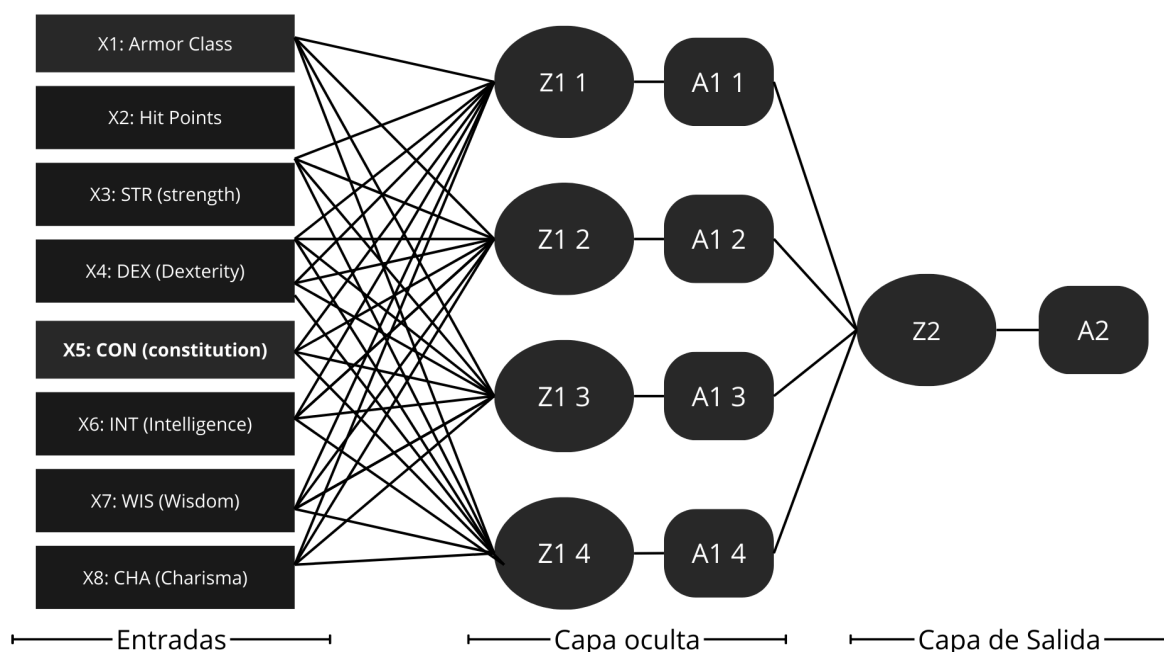 X1: Armor Class
X2: Hit Points
X3: STR (strength)
X4: DEX (Dexterity)
X5: CON (constitution)
X6: INT (Intelligence)
X7: WIS (Wisdom)
X8: CHA (Charisma)
Z1 1
A1 1
Z1 2
A1 2
Z1 3
A1 3
Z1 4
A1 4
Z2
A2
Entradas
Capa oculta
Capa de Salida